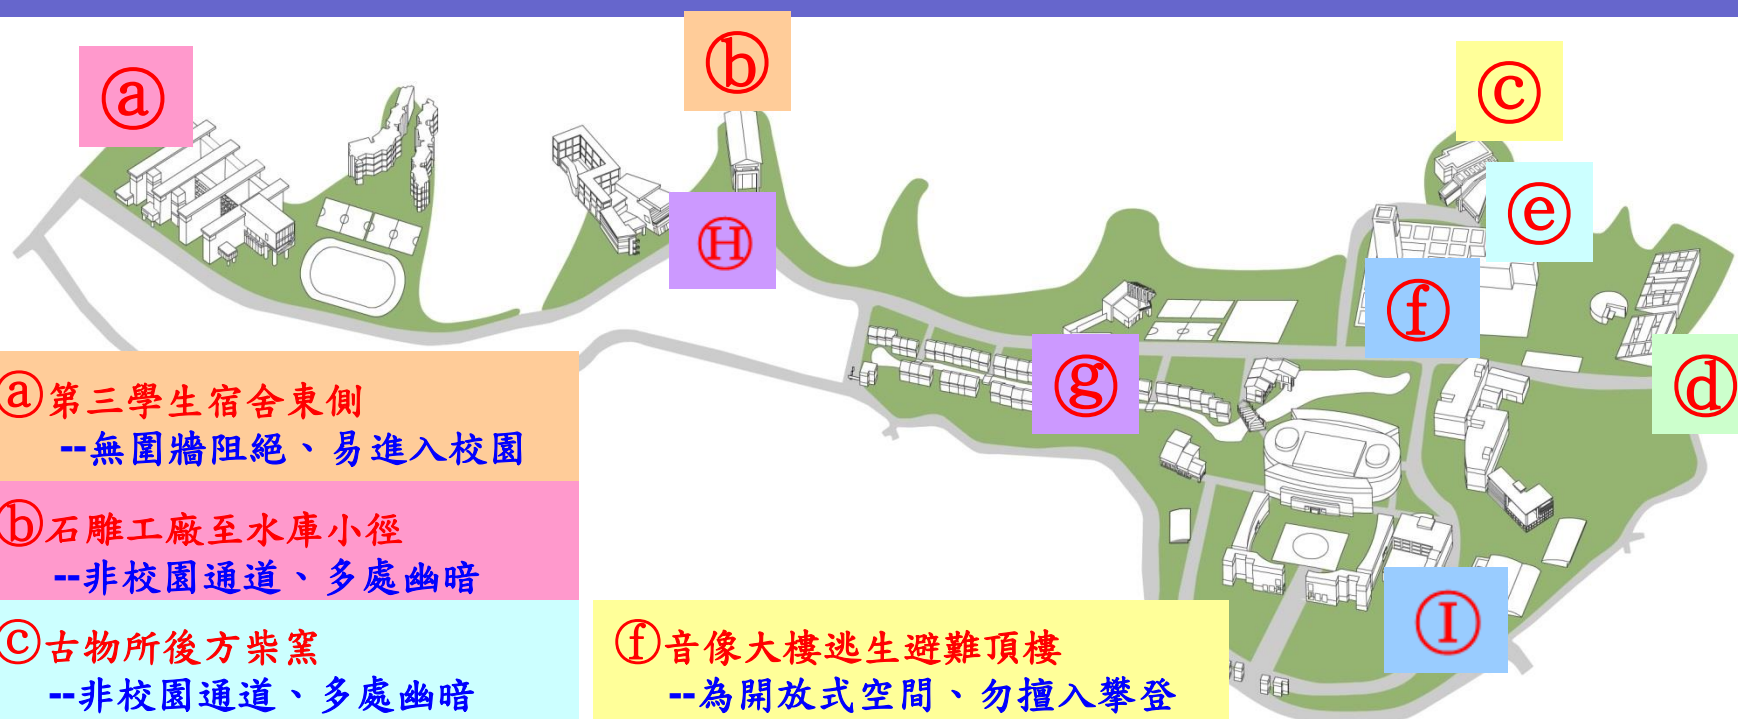 ⓐ
ⓑ
ⓒ
ⓔ
Ⓗ
ⓕ
ⓖ
ⓓ
Ⓘ
ⓐ第三學生宿舍東側
--無圍牆阻絕、易進入校園
ⓑ石雕工廠至水庫小徑
--非校園通道、多處幽暗
ⓒ古物所後方柴窯
--非校園通道、多處幽暗
ⓕ音像大樓逃生避難頂樓
--為開放式空間、勿擅入攀登